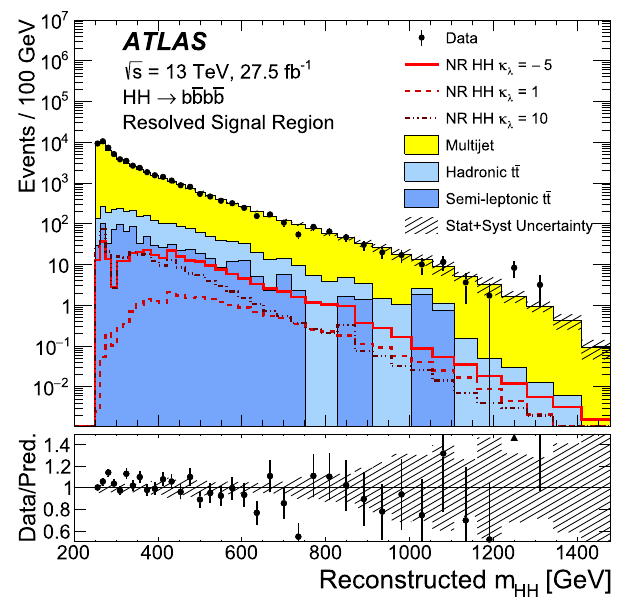 ATLAS
√s = 13 TeV, 27.5 fb⁻¹
HH → bb̄bb̄
Resolved Signal Region
Data
NR HH κλ = − 5
NR HH κλ = 1
NR HH κλ = 10
Multijet
Hadronic tt̄
Semi-leptonic tt̄
Stat+Syst Uncertainty
Events / 100 GeV
10⁷
10⁶
10⁵
10⁴
10³
10²
10
1
10⁻¹
10⁻²
Data/Pred.
1.4
1.2
1
0.8
0.6
200 400 600 800 1000 1200 1400
Reconstructed m_HH [GeV]